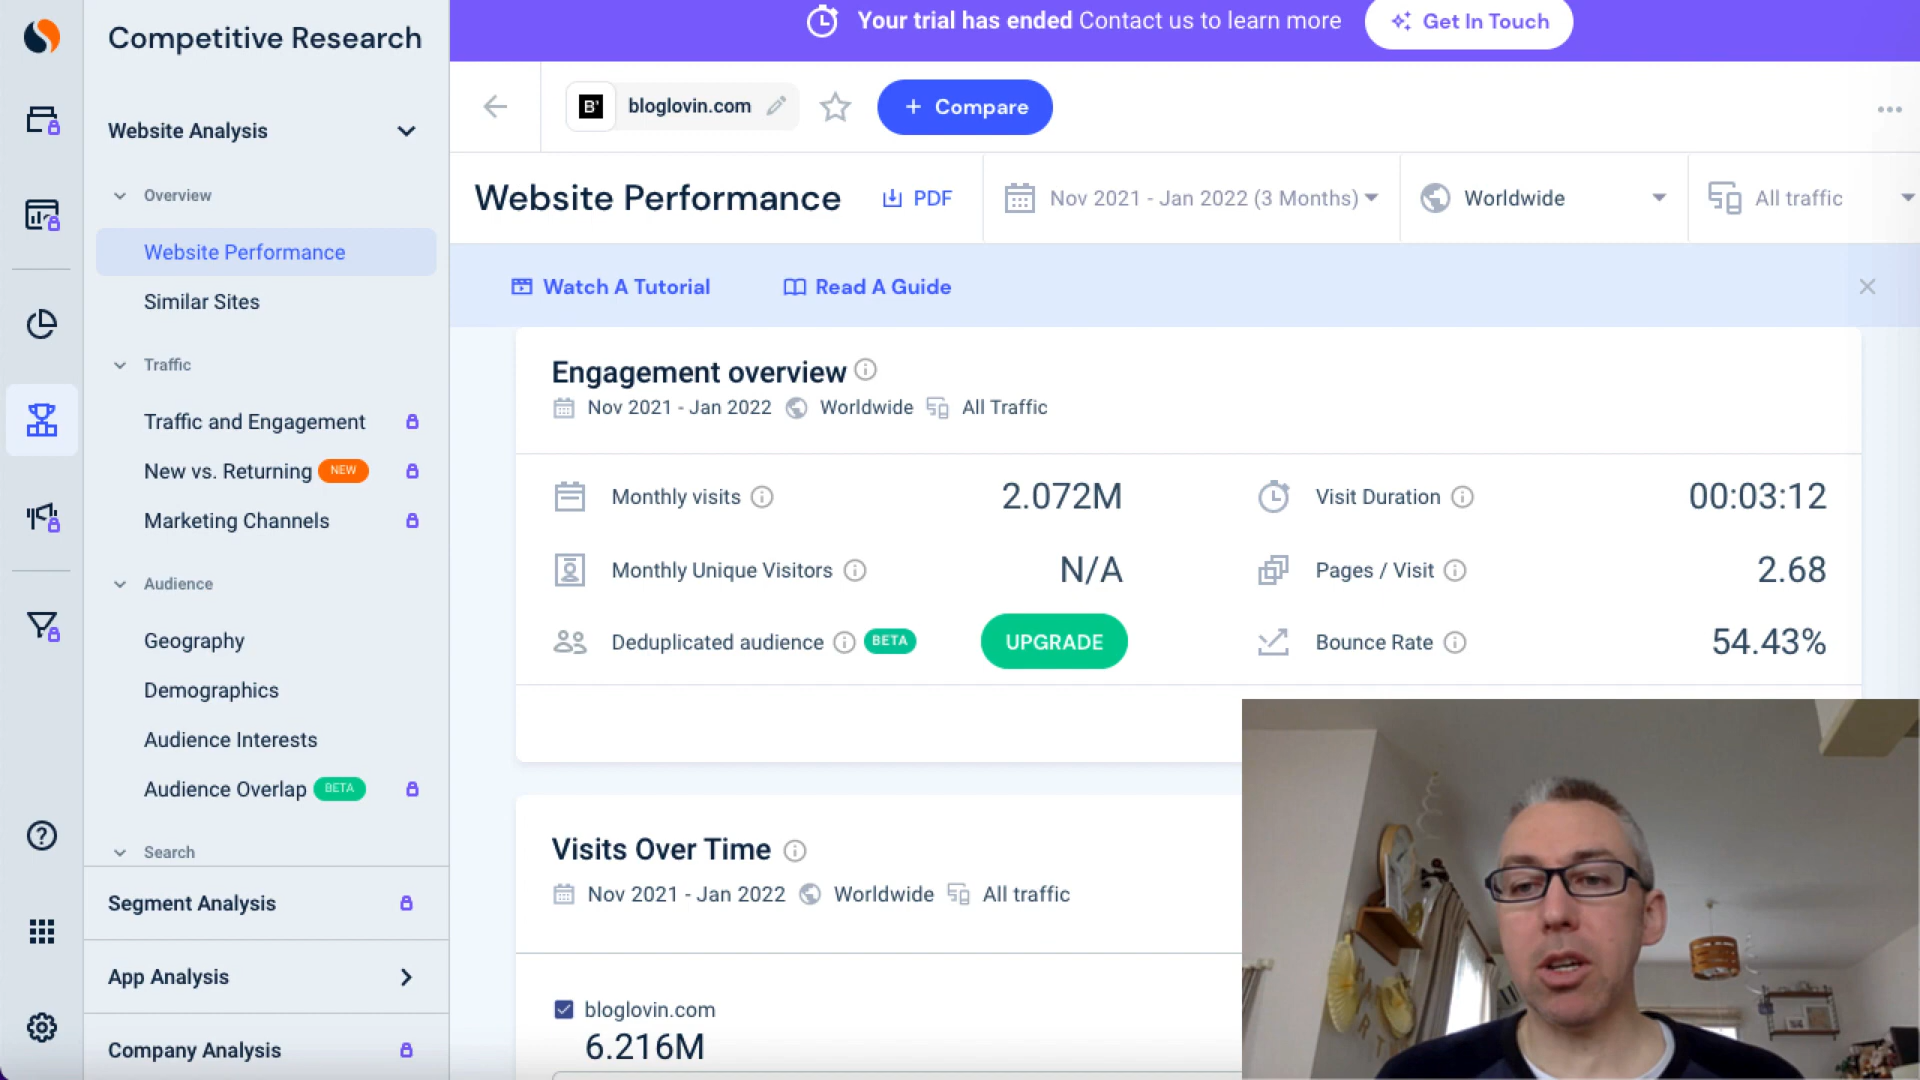 Competitive Research
Your trial has ended Contact us to learn more
Get In Touch
bloglovin.com
+ Compare
Website Analysis
Website Performance
PDF
Nov 2021 - Jan 2022 (3 Months)
Worldwide
All traffic
Overview
Website Performance
Similar Sites
Watch A Tutorial
Read A Guide
Traffic
Traffic and Engagement
New vs. Returning NEW
Marketing Channels
Audience
Geography
Demographics
Audience Interests
Audience Overlap BETA
Search
Segment Analysis
App Analysis
Company Analysis
Engagement overview
Nov 2021 - Jan 2022 Worldwide All Traffic
Monthly visits 2.072M
Visit Duration 00:03:12
Monthly Unique Visitors N/A
Pages / Visit 2.68
Deduplicated audience BETA UPGRADE
Bounce Rate 54.43%
Visits Over Time
Nov 2021 - Jan 2022 Worldwide All traffic
bloglovin.com
6.216M